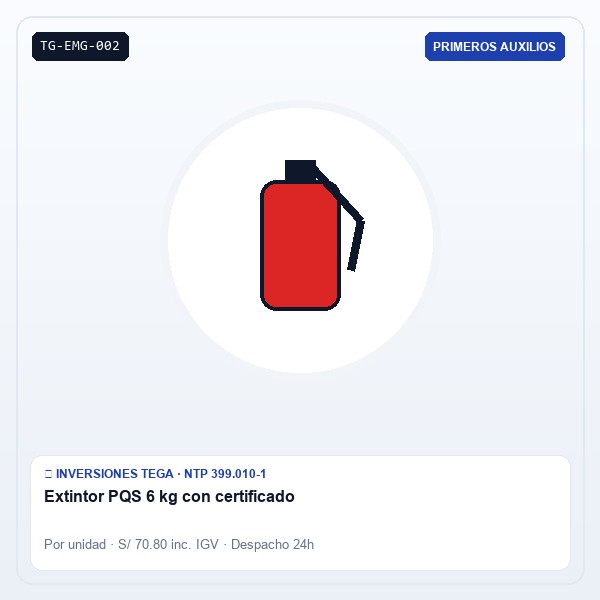 TG-EMG-002
PRIMEROS AUXILIOS
□ INVERSIONES TEGA · NTP 399.010-1
Extintor PQS 6 kg con certificado
Por unidad · S/ 70.80 inc. IGV · Despacho 24h